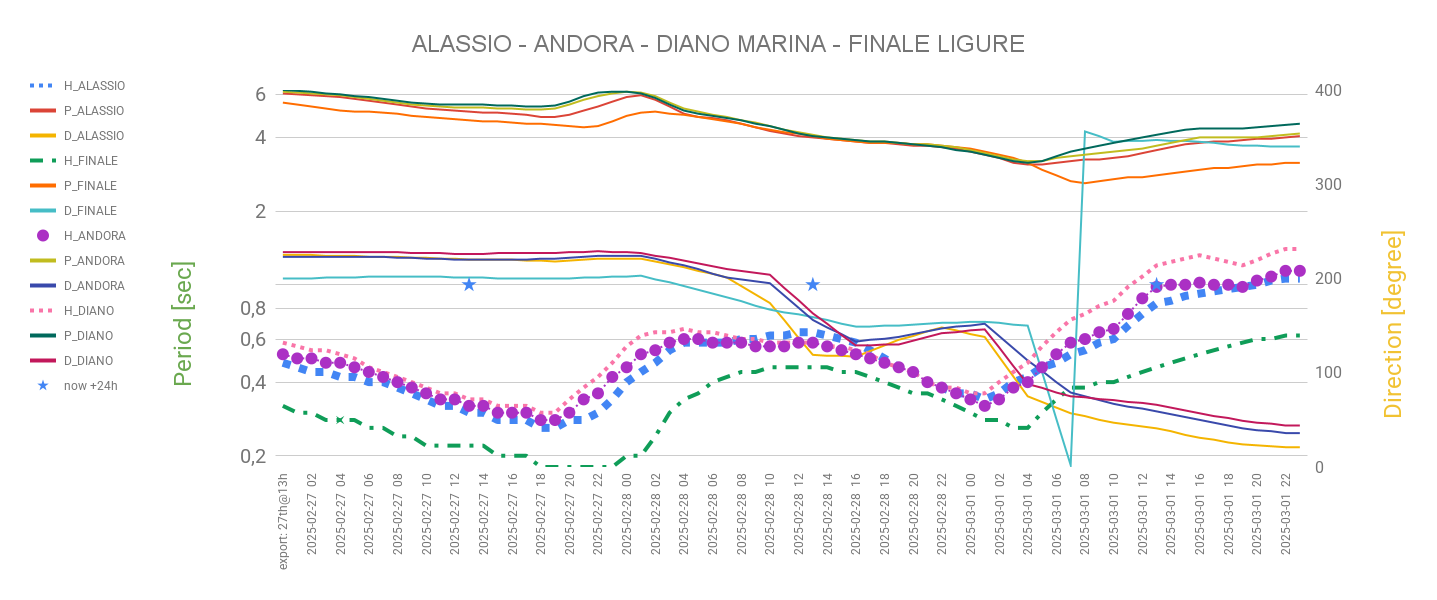 ALASSIO - ANDORA - DIANO MARINA - FINALE LIGURE
H_ALASSIO
P_ALASSIO
D_ALASSIO
H_FINALE
P_FINALE
D_FINALE
H_ANDORA
P_ANDORA
D_ANDORA
H_DIANO
P_DIANO
D_DIANO
now +24h
Period [sec]
6
4
2
0,8
0,6
0,4
0,2
400
300
200
100
0
Direction [degree]
export: 27th@13h
2025-02-27 02
2025-02-27 04
2025-02-27 06
2025-02-27 08
2025-02-27 10
2025-02-27 12
2025-02-27 14
2025-02-27 16
2025-02-27 18
2025-02-27 20
2025-02-27 22
2025-02-28 00
2025-02-28 02
2025-02-28 04
2025-02-28 06
2025-02-28 08
2025-02-28 10
2025-02-28 12
2025-02-28 14
2025-02-28 16
2025-02-28 18
2025-02-28 20
2025-02-28 22
2025-03-01 00
2025-03-01 02
2025-03-01 04
2025-03-01 06
2025-03-01 08
2025-03-01 10
2025-03-01 12
2025-03-01 14
2025-03-01 16
2025-03-01 18
2025-03-01 20
2025-03-01 22